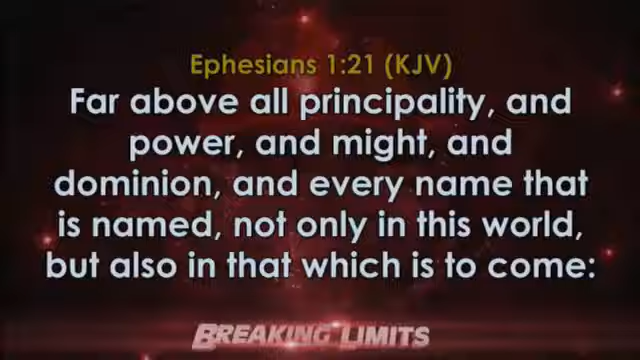 Ephesians 1:21 (KJV)
Far above all principality, and
power, and might, and
dominion, and every name that
is named, not only in this world,
but also in that which is to come:
BREAKING LIMITS